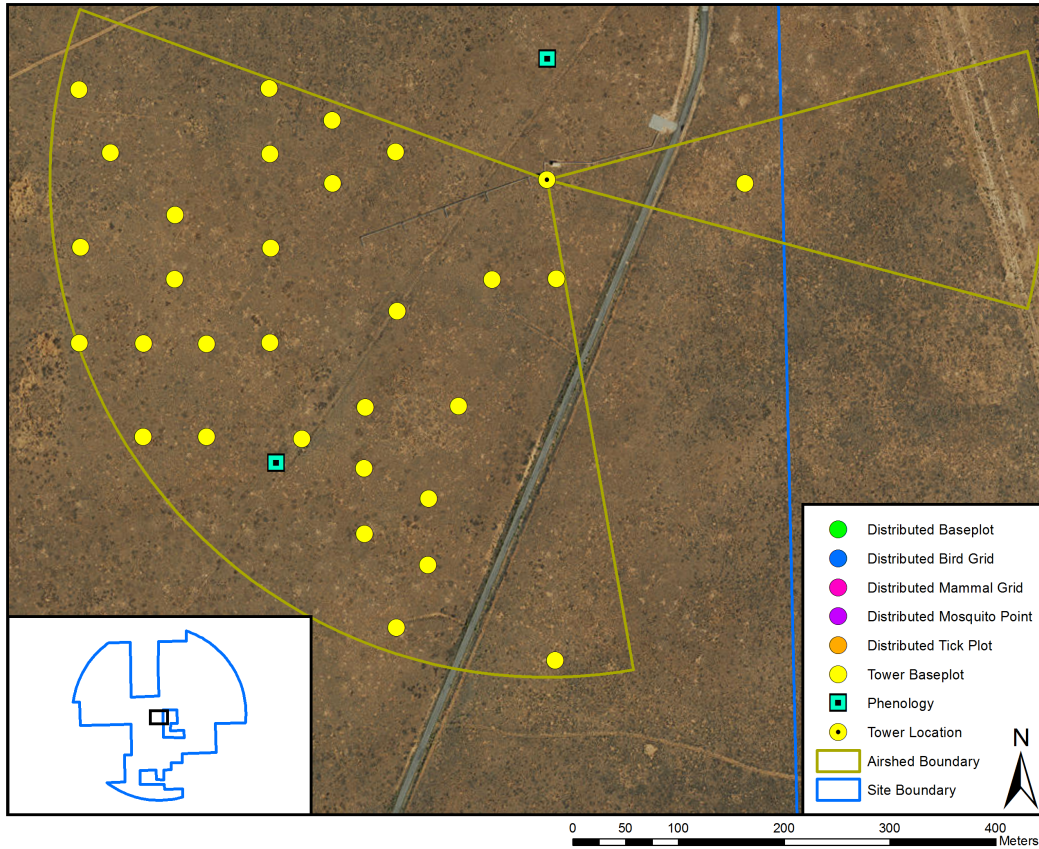 Distributed Baseplot
Distributed Bird Grid
Distributed Mammal Grid
Distributed Mosquito Point
Distributed Tick Plot
Tower Baseplot
Phenology
Tower Location
Airshed Boundary
Site Boundary
N
0 50 100 200 300 400
Meters